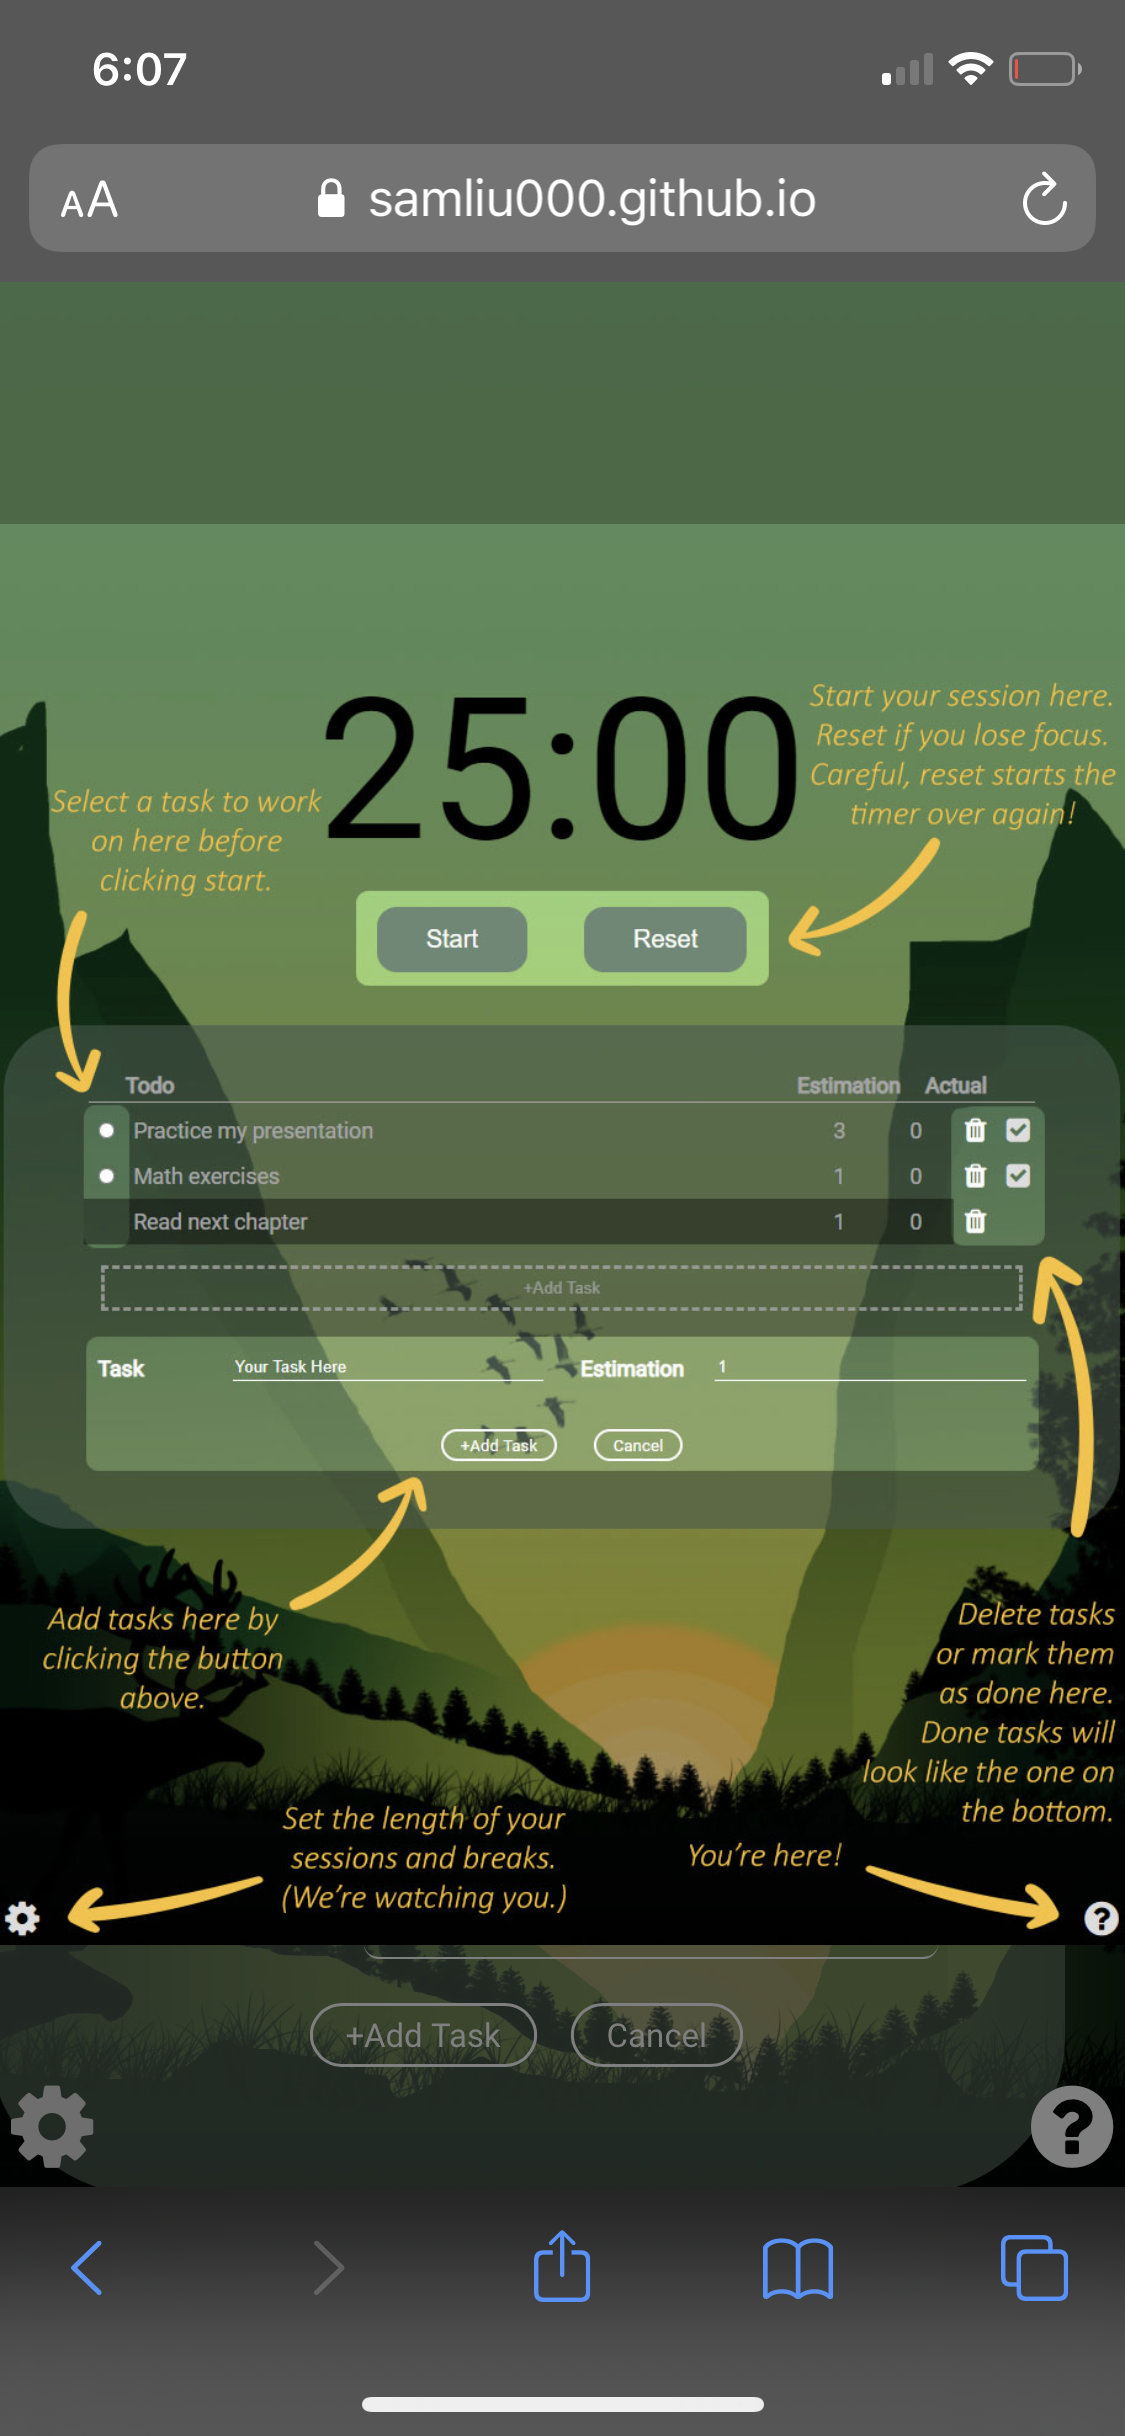 6:07
AA samliu000.github.io
25:00
Start your session here.
Reset if you lose focus.
Careful, reset starts the
timer over again!
Select a task to work
on here before
clicking start.
Start Reset
Todo Estimation Actual
Practice my presentation 3 0
Math exercises 1 0
Read next chapter 1 0
+Add Task
Task Your Task Here Estimation 1
+Add Task Cancel
Add tasks here by
clicking the button
above.
Delete tasks
or mark them
as done here.
Done tasks will
look like the one on
the bottom.
Set the length of your
sessions and breaks.
(We're watching you.)
You're here!
?
+Add Task Cancel
?